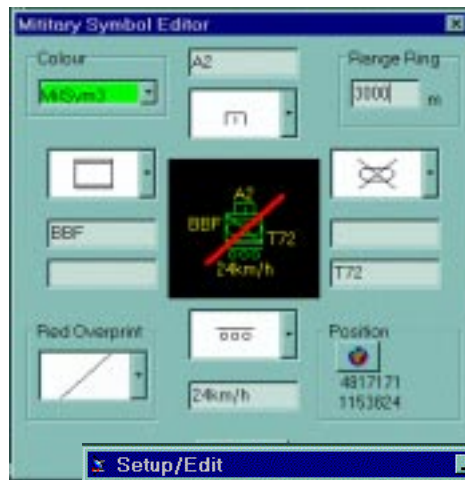 Military Symbol Editor
Colour
A2
Range Ring
MilSym3
3000 m
A2
BBF
T72
24km/h
BBF
T72
Red Overprint
Position
24km/h
4817171
1153624
Setup/Edit